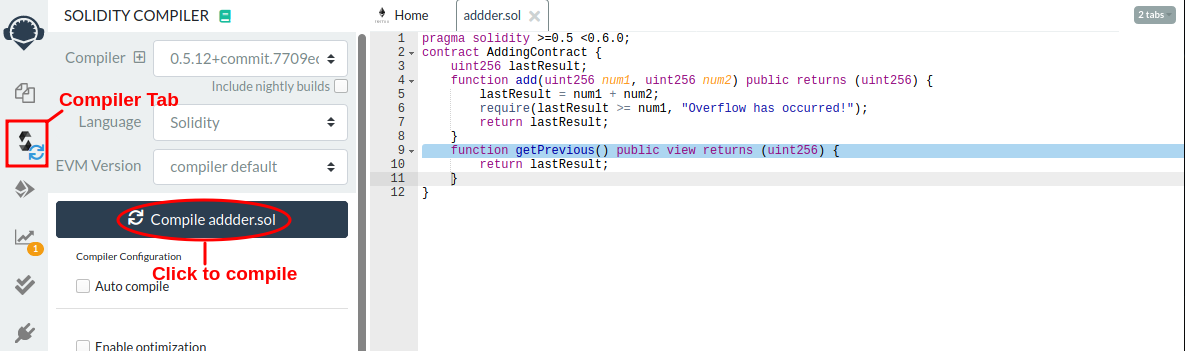 SOLIDITY COMPILER
Compiler
0.5.12+commit.7709ec
Include nightly builds
Compiler Tab
Language
Solidity
EVM Version
compiler default
Compile addder.sol
Compiler Configuration
Click to compile
Auto compile
Enable optimization
1
Home
addder.sol
2 tabs
1 pragma solidity >=0.5 <0.6.0;
2 contract AddingContract {
3 uint256 lastResult;
4 function add(uint256 num1, uint256 num2) public returns (uint256) {
5 lastResult = num1 + num2;
6 require(lastResult >= num1, "Overflow has occurred!");
7 return lastResult;
8 }
9 function getPrevious() public view returns (uint256) {
10 return lastResult;
11 }
12 }